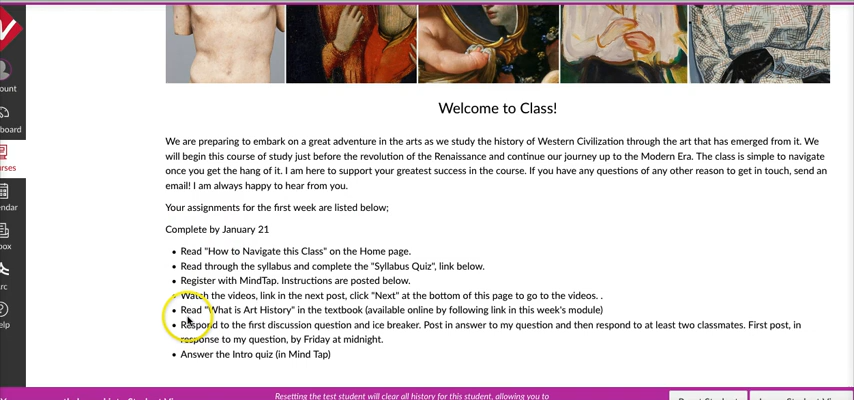 Welcome to Class!
We are preparing to embark on a great adventure in the arts as we study the history of Western Civilization through the art that has emerged from it. We
will begin this course of study just before the revolution of the Renaissance and continue our journey up to the Modern Era. The class is simple to navigate
once you get the hang of it. I am here to support your greatest success in the course. If you have any questions of any other reason to get in touch, send an
email! I am always happy to hear from you.
Your assignments for the first week are listed below;
Complete by January 21
• Read "How to Navigate this Class" on the Home page.
• Read through the syllabus and complete the "Syllabus Quiz", link below.
• Register with MindTap. Instructions are posted below.
• Watch the videos, link in the next post, click "Next" at the bottom of this page to go to the videos. .
• Read "What is Art History" in the textbook (available online by following link in this week's module)
• Respond to the first discussion question and ice breaker. Post in answer to my question and then respond to at least two classmates. First post, in
response to my question, by Friday at midnight.
• Answer the Intro quiz (in Mind Tap)
ount
board
rses
ndar
box
rc
elp
Resetting the test student will clear all history for this student, allowing you to